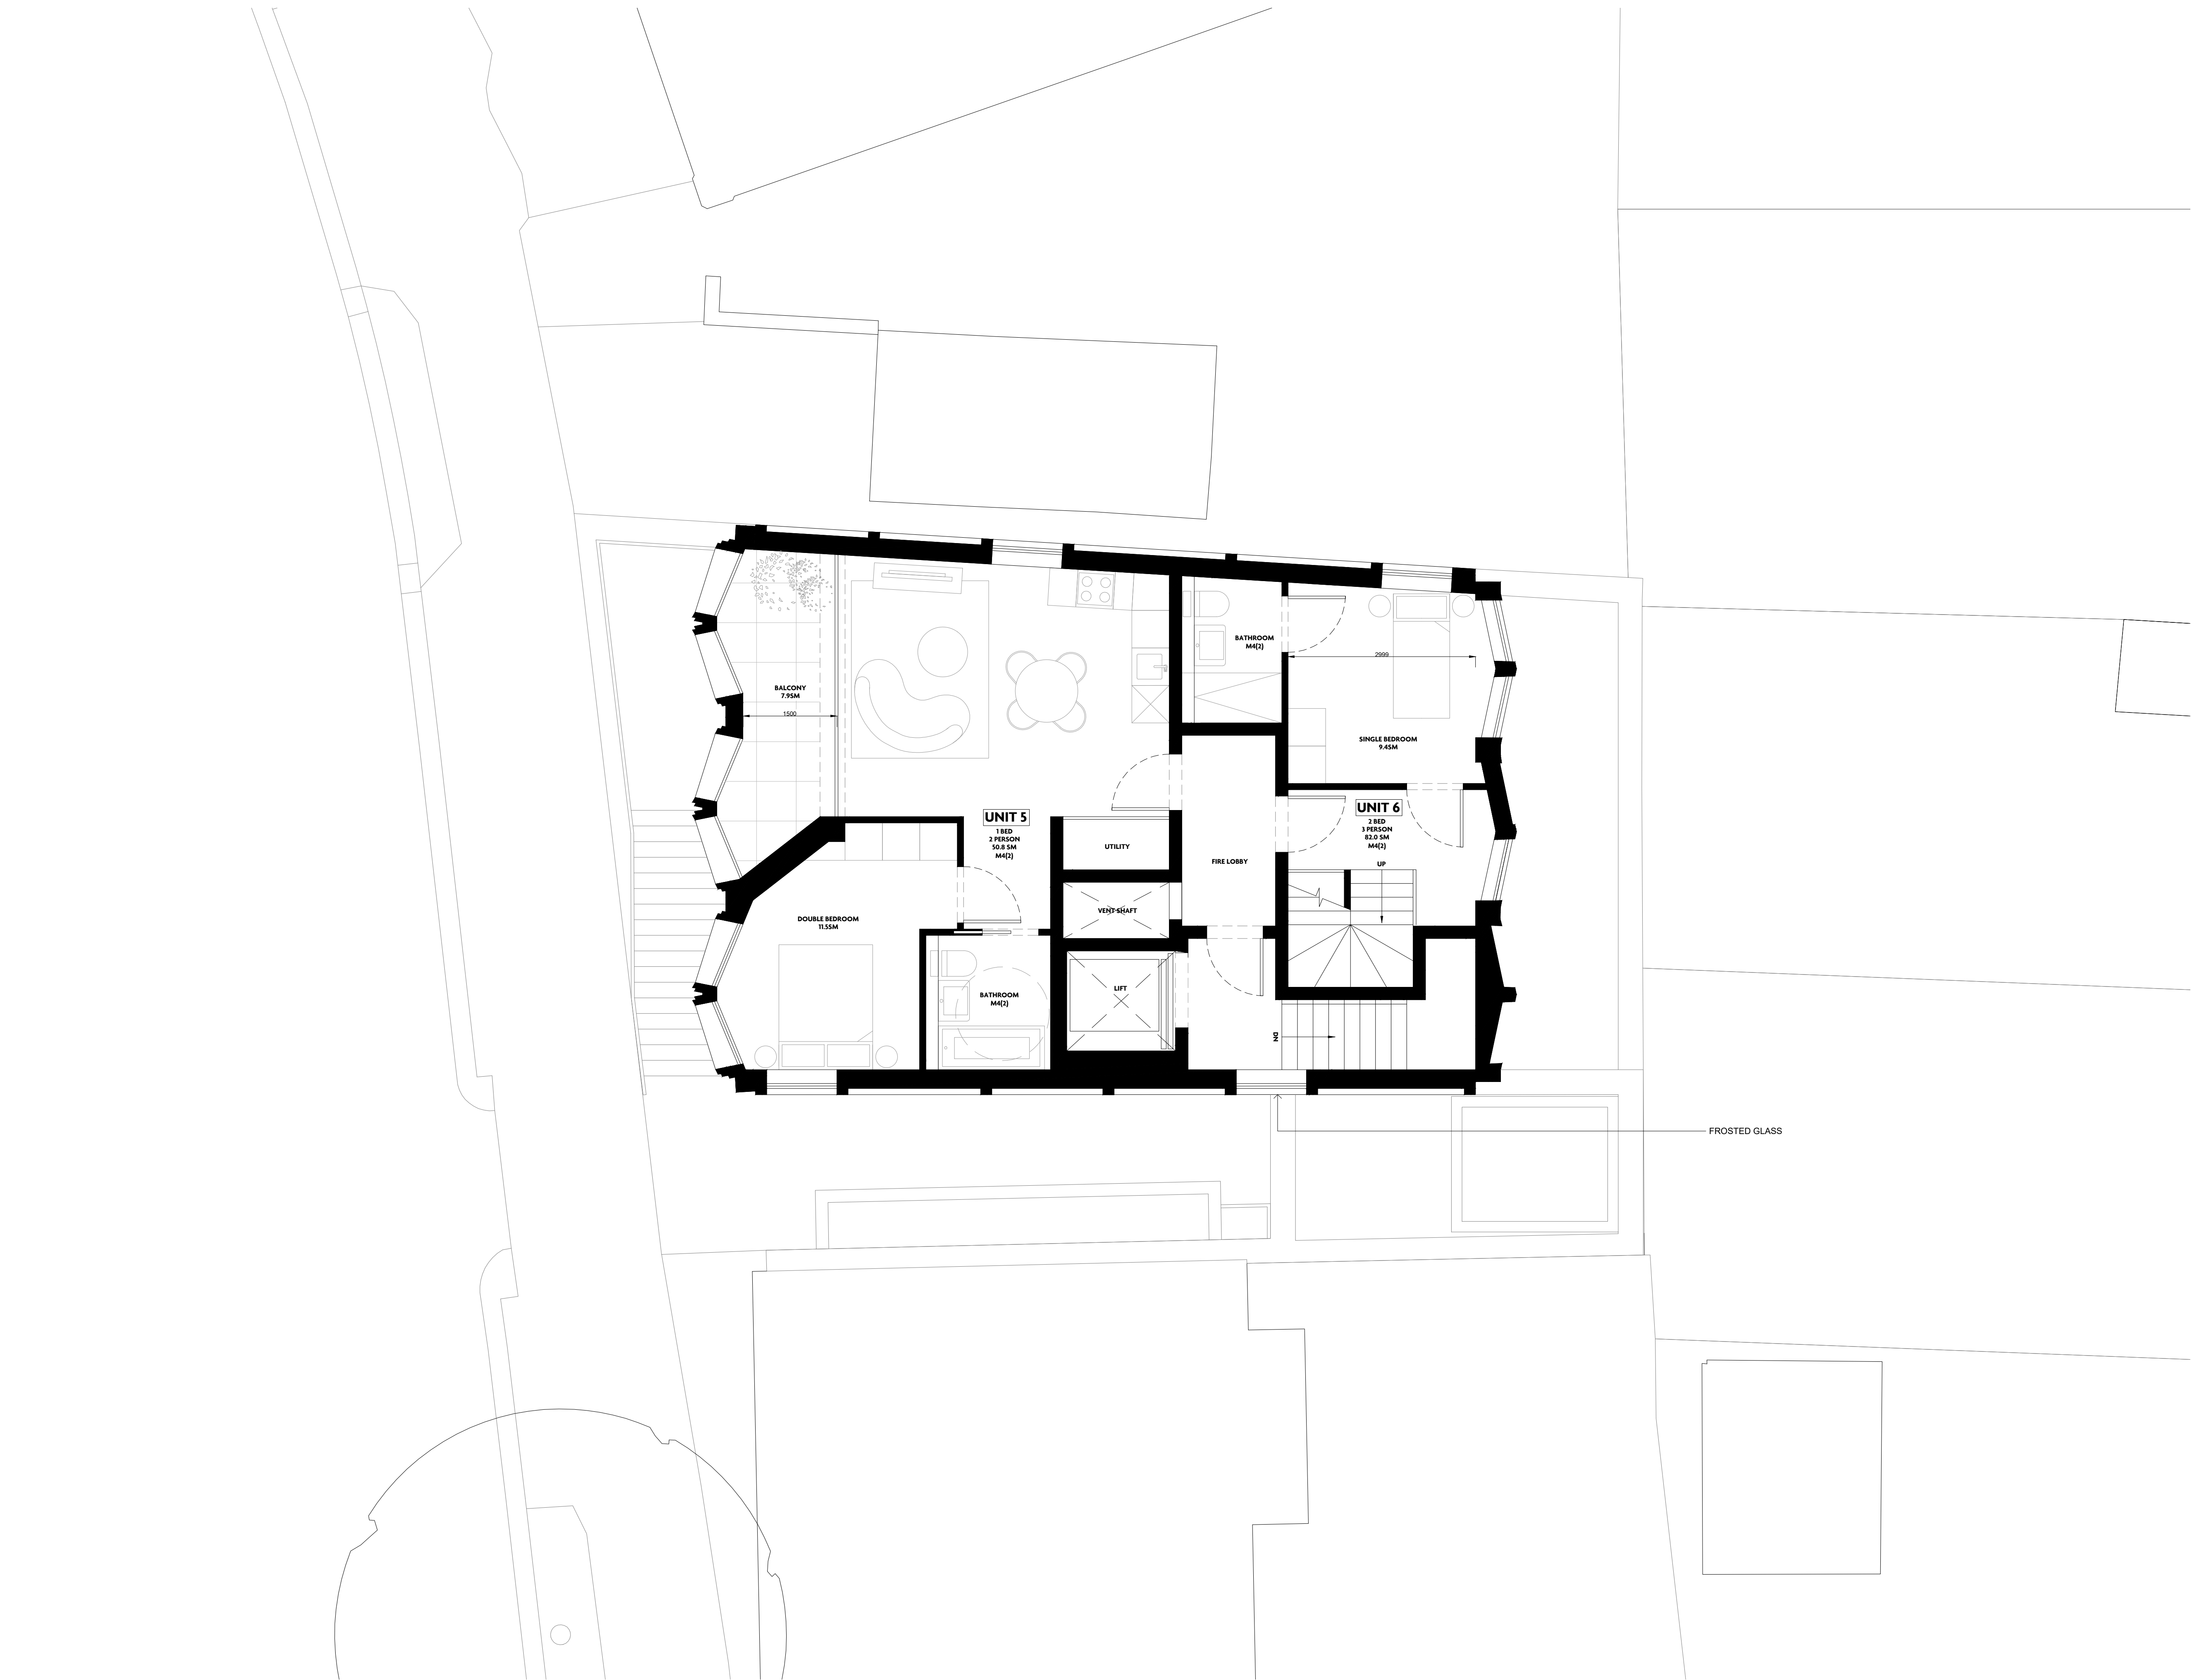 BATHROOM
M4(2)
2999
BALCONY
7.9SM
1500
SINGLE BEDROOM
9.4SM
UNIT 5
1 BED
2 PERSON
50.8 SM
M4(2)
UNIT 6
2 BED
3 PERSON
82.0 SM
M4(2)
UP
UTILITY
FIRE LOBBY
VENT SHAFT
DOUBLE BEDROOM
11.5SM
BATHROOM
M4(2)
LIFT
DN
FROSTED GLASS